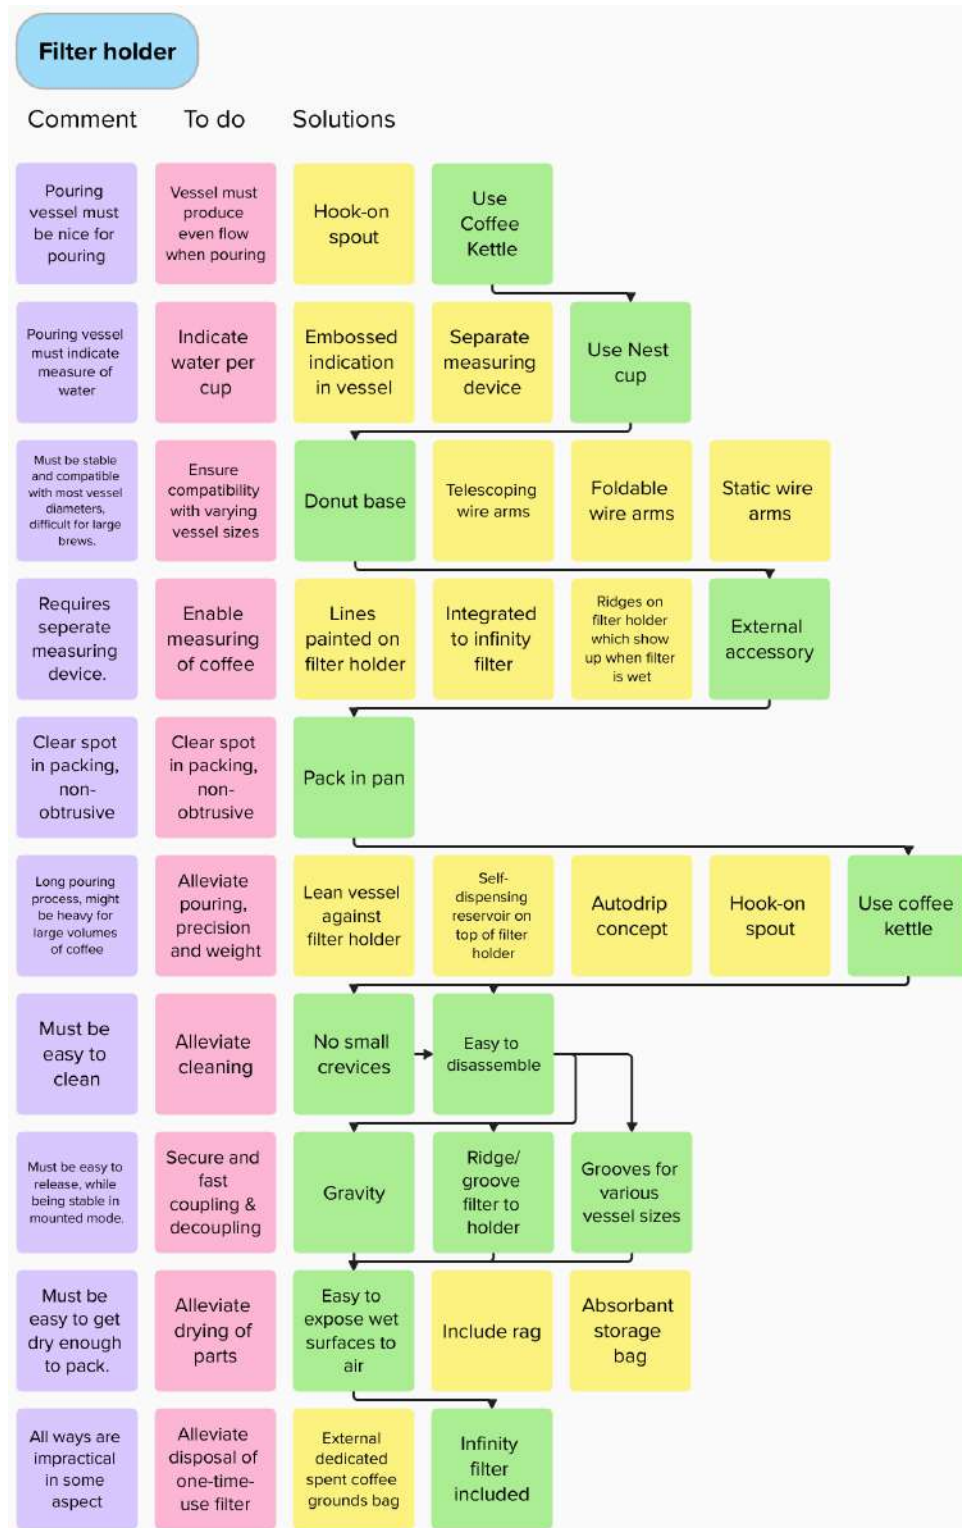 Filter holder
Comment
To do
Solutions
Pouring
vessel must
be nice for
pouring
Vessel must
produce
even flow
when pouring
Hook-on
spout
Use
Coffee
Kettle
Pouring vessel
must indicate
measure of
water
Indicate
water per
cup
Embossed
indication
in vessel
Separate
measuring
device
Use Nest
cup
Must be stable
and compatible
with most vessel
diameters,
difficult for large
brews.
Ensure
compatibility
with varying
vessel sizes
Donut base
Telescoping
wire arms
Foldable
wire arms
Static wire
arms
Requires
seperate
measuring
device.
Enable
measuring
of coffee
Lines
painted on
filter holder
Integrated
to infinity
filter
Ridges on
filter holder
which show
up when filter
is wet
External
accessory
Clear spot
in packing,
non-
obtrusive
Clear spot
in packing,
non-
obtrusive
Pack in pan
Long pouring
process, might
be heavy for
large volumes
of coffee
Alleviate
pouring,
precision
and weight
Lean vessel
against
filter holder
Self-
dispensing
reservoir on
top of filter
holder
Autodrip
concept
Hook-on
spout
Use coffee
kettle
Must be
easy to
clean
Alleviate
cleaning
No small
crevices
Easy to
disassemble
Must be easy to
release, while
being stable in
mounted mode.
Secure and
fast
coupling &
decoupling
Gravity
Ridge/
groove
filter to
holder
Grooves for
various
vessel sizes
Must be
easy to get
dry enough
to pack.
Alleviate
drying of
parts
Easy to
expose wet
surfaces to
air
Include rag
Absorbant
storage
bag
All ways are
impractical
in some
aspect
Alleviate
disposal of
one-time-
use filter
External
dedicated
spent coffee
grounds bag
Infinity
filter
included